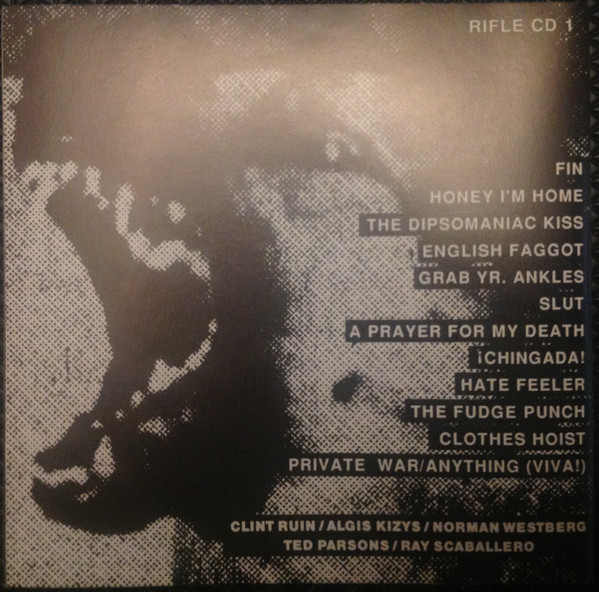 RIFLE CD 1
FIN
HONEY I'M HOME
THE DIPSOMANIAC KISS
ENGLISH FAGGOT
GRAB YR. ANKLES
SLUT
A PRAYER FOR MY DEATH
¡CHINGADA!
HATE FEELER
THE FUDGE PUNCH
CLOTHES HOIST
PRIVATE WAR/ANYTHING (VIVA!)
CLINT RUIN/ALGIS KIZYS/NORMAN WESTBERG
TED PARSONS/RAY SCABALLERO